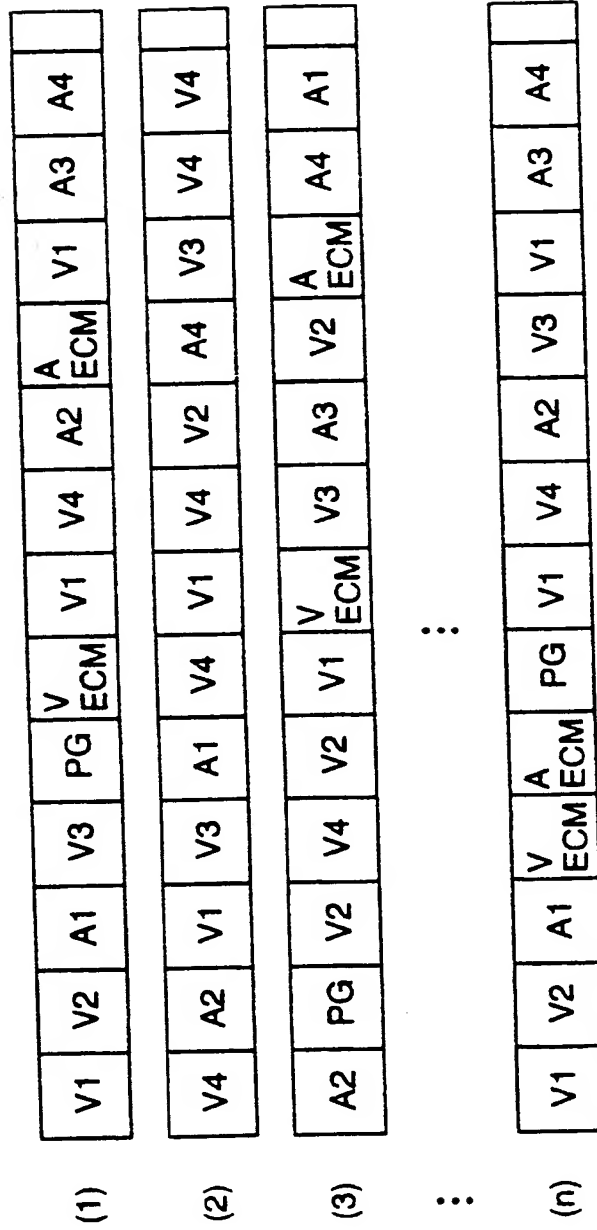 (1) V1 V2 A1 V3 PG V ECM V1 V4 A2 A ECM V1 A3 A4
(2) V4 A2 V1 V3 A1 V4 V1 V4 V2 A4 V3 V4 V4
(3) A2 PG V2 V4 V2 V1 V ECM V3 A3 V2 A ECM A4 A1
⋮ ⋮
(n) V1 V2 A1 V ECM A ECM PG V1 V4 A2 V3 V1 A3 A4